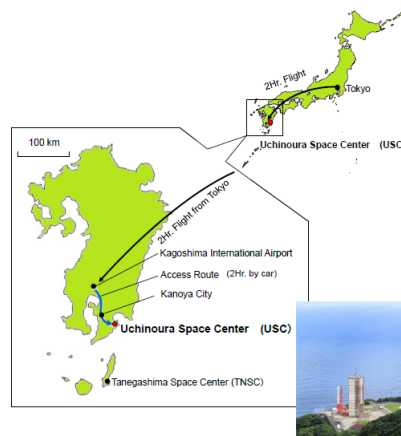 2Hr. Flight
Tokyo
Uchinoura Space Center (USC)
100 km
2Hr. Flight from Tokyo
Kagoshima International Airport
Access Route (2Hr. by car)
Kanoya City
Uchinoura Space Center (USC)
Tanegashima Space Center (TNSC)